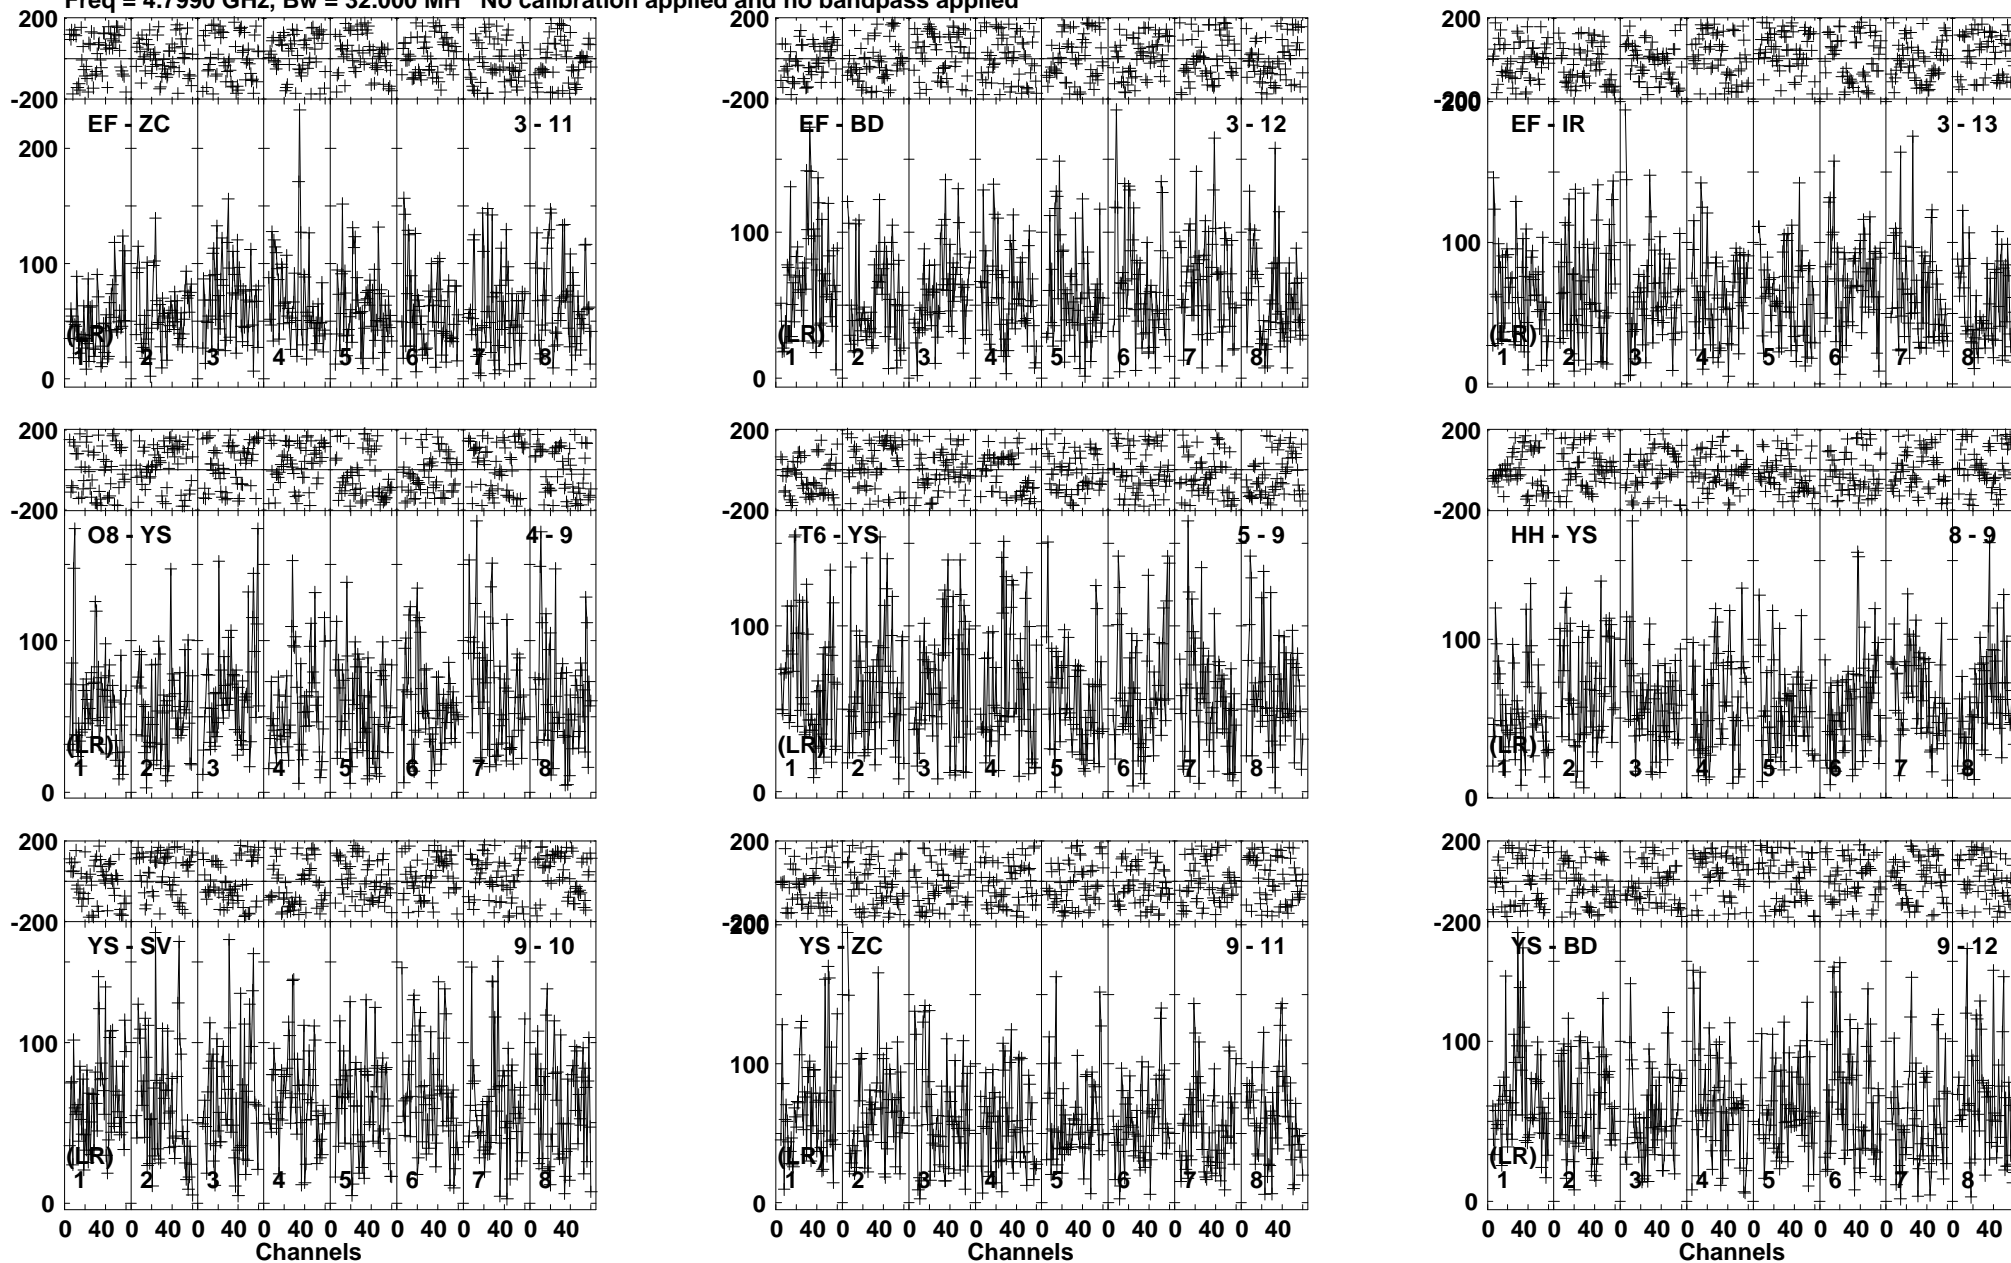 Freq = 4.7990 GHz, Bw = 32.000 MH No calibration applied and no bandpass applied
200 200 200
-200 -200 -200
EF - ZC 3 - 11 EF - BD 3 - 12 EF - IR 3 - 13
200 200
100 100 100
(LR) (LR) (LR)
1 2 3 4 5 6 7 8 1 2 3 4 5 6 7 8 1 2 3 4 5 6 7 8
0 0 0
200 200 200
-200 -200 -200
O8 - YS 4 - 9 T6 - YS 5 - 9 HH - YS 8 - 9
100 100 100
(LR) (LR) (LR)
1 2 3 4 5 6 7 8 1 2 3 4 5 6 7 8 1 2 3 4 5 6 7 8
0 0 0
200 200 200
-200 -200 -200
200
YS - SV 9 - 10 YS - ZC 9 - 11 YS - BD 9 - 12
100 100 100
(LR) (LR) (LR)
1 2 3 4 5 6 7 8 1 2 3 4 5 6 7 8 1 2 3 4 5 6 7 8
0 0 0
0 40 0 40 0 40 0 40 0 40 0 40 0 40 0 40 0 40 0 40 0 40 0 40 0 40 0 40 0 40 0 40 0 40 0 40 0 40 0 40 0 40 0 40 0 40 0 40
Channels Channels Channels